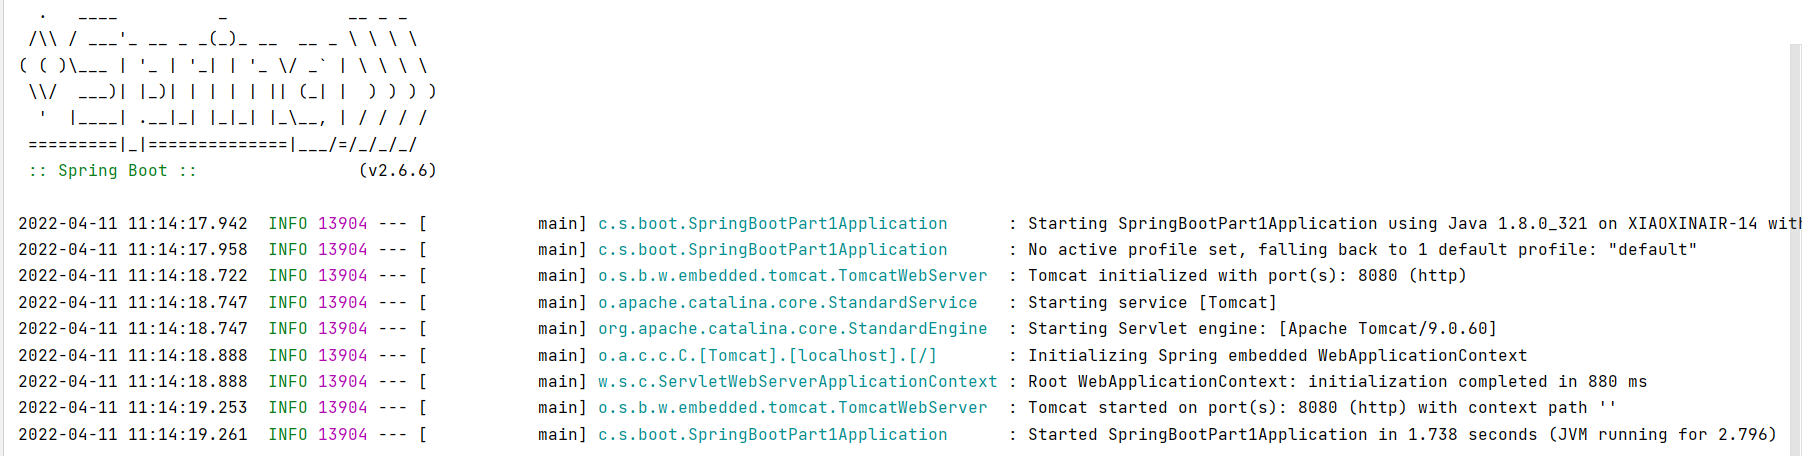 .   ____          _            __ _ _
 /\\ / ___'_ __ _ _(_)_ __  __ _ \ \ \ \
( ( )\___ | '_ | '_| | '_ \/ _` | \ \ \ \
 \\/  ___)| |_)| | | | | || (_| |  ) ) ) )
  '  |____| .__|_| |_|_| |_\__, | / / / /
 =========|_|==============|___/=/_/_/_/
 :: Spring Boot ::                (v2.6.6)
2022-04-11 11:14:17.942  INFO 13904 --- [           main] c.s.boot.SpringBootPart1Application      : Starting SpringBootPart1Application using Java 1.8.0_321 on XIAOXINAIR-14 with
2022-04-11 11:14:17.958  INFO 13904 --- [           main] c.s.boot.SpringBootPart1Application      : No active profile set, falling back to 1 default profile: "default"
2022-04-11 11:14:18.722  INFO 13904 --- [           main] o.s.b.w.embedded.tomcat.TomcatWebServer  : Tomcat initialized with port(s): 8080 (http)
2022-04-11 11:14:18.747  INFO 13904 --- [           main] o.apache.catalina.core.StandardService   : Starting service [Tomcat]
2022-04-11 11:14:18.747  INFO 13904 --- [           main] org.apache.catalina.core.StandardEngine  : Starting Servlet engine: [Apache Tomcat/9.0.60]
2022-04-11 11:14:18.888  INFO 13904 --- [           main] o.a.c.c.C.[Tomcat].[localhost].[/]       : Initializing Spring embedded WebApplicationContext
2022-04-11 11:14:18.888  INFO 13904 --- [           main] w.s.c.ServletWebServerApplicationContext : Root WebApplicationContext: initialization completed in 880 ms
2022-04-11 11:14:19.253  INFO 13904 --- [           main] o.s.b.w.embedded.tomcat.TomcatWebServer  : Tomcat started on port(s): 8080 (http) with context path ''
2022-04-11 11:14:19.261  INFO 13904 --- [           main] c.s.boot.SpringBootPart1Application      : Started SpringBootPart1Application in 1.738 seconds (JVM running for 2.796)